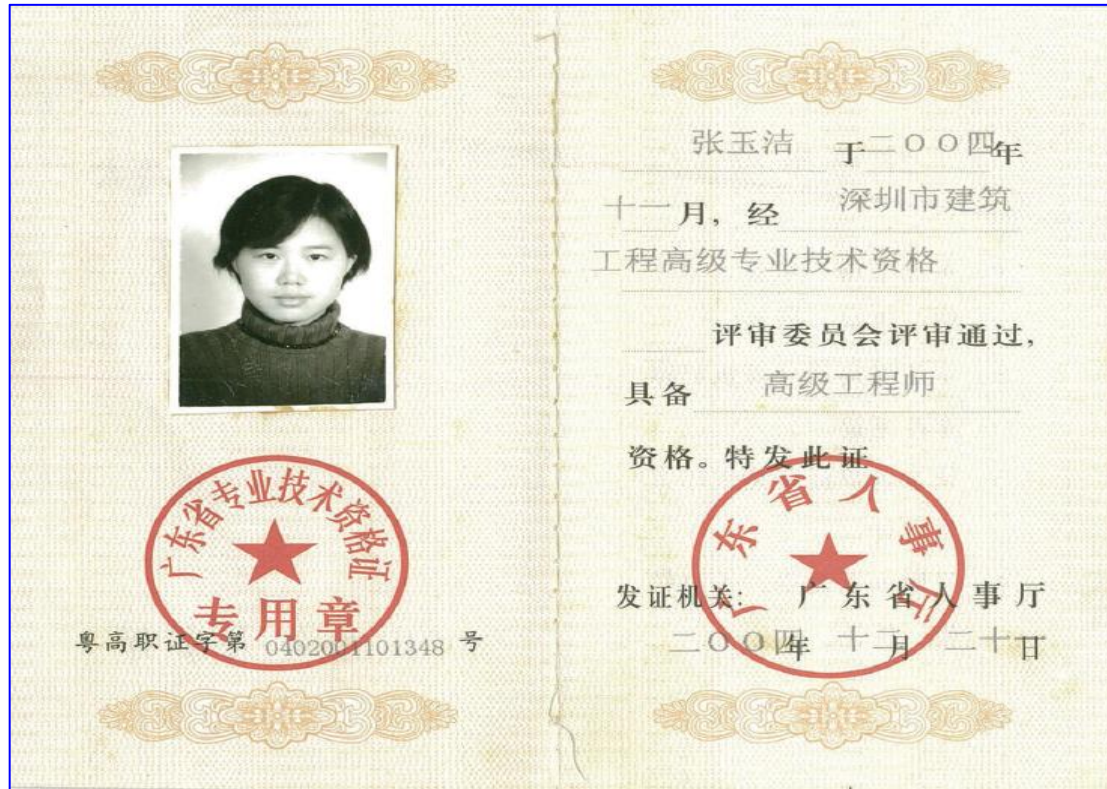 广东省专业技术资格证
专用章
粤高职证字第 0402001101348 号
张玉洁 于二〇〇四年
十一月，经 深圳市建筑
工程高级专业技术资格
评审委员会评审通过，
具备 高级工程师
资格。特发此证
广东省人事厅
发证机关： 广东省人事厅
二〇〇四年 十二月 二十一日